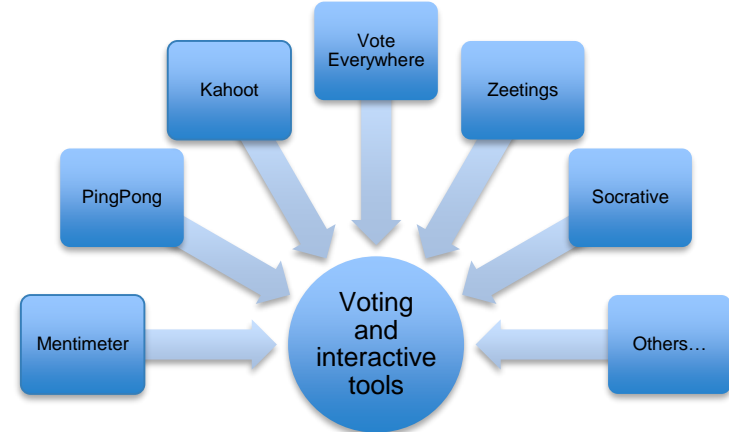 Vote
Everywhere
Kahoot
Zeetings
PingPong
Socrative
Mentimeter
Voting
and
interactive
tools
Others…